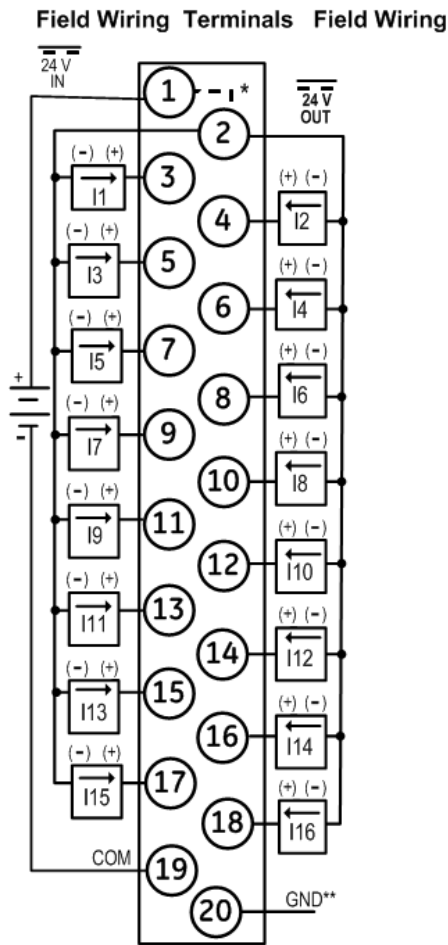 Field Wiring Terminals Field Wiring
24 V
IN
1
*
24 V
OUT
2
(-) (+)
I1
3
(+) (-)
4
I2
(-) (+)
I3
5
(+) (-)
6
I4
(-) (+)
I5
7
(+) (-)
8
I6
+
-
(-) (+)
I7
9
(+) (-)
10
I8
(-) (+)
I9
11
(+) (-)
12
I10
(-) (+)
I11
13
(+) (-)
14
I12
(-) (+)
I13
15
(+) (-)
16
I14
(-) (+)
I15
17
(+) (-)
18
I16
COM
19
20
GND**